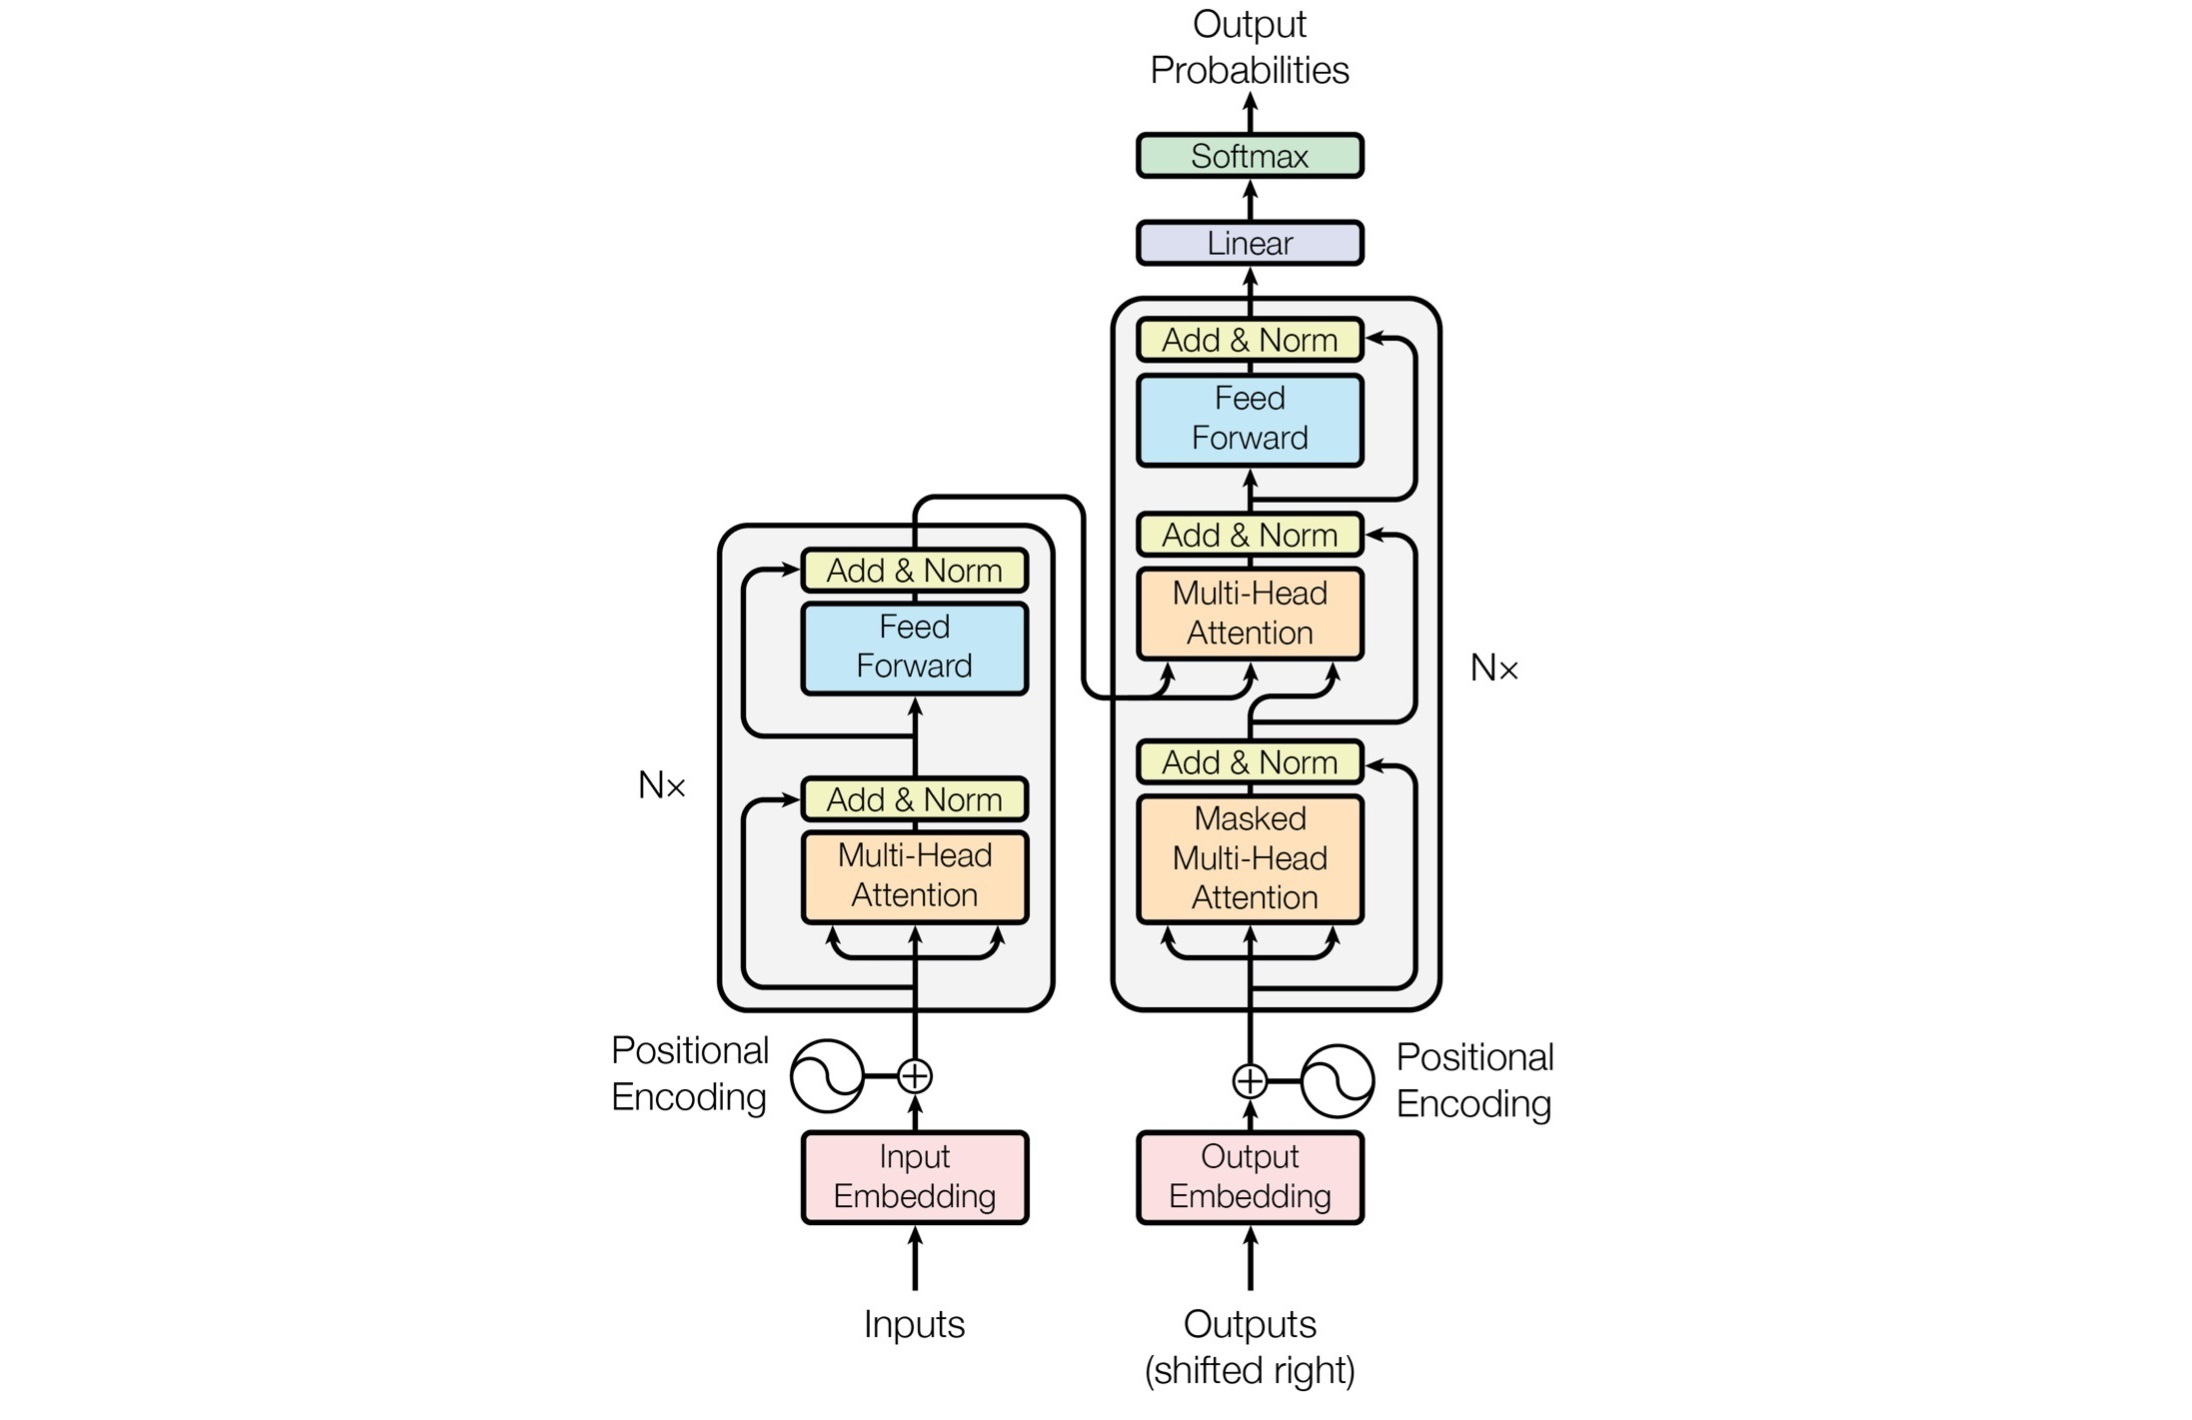 Output
Probabilities
Softmax
Linear
Add & Norm
Feed
Forward
Add & Norm
Multi-Head
Attention
Nx
Add & Norm
Masked
Multi-Head
Attention
Add & Norm
Feed
Forward
Nx
Add & Norm
Multi-Head
Attention
Positional
Encoding
Positional
Encoding
Input
Embedding
Output
Embedding
Inputs
Outputs
(shifted right)